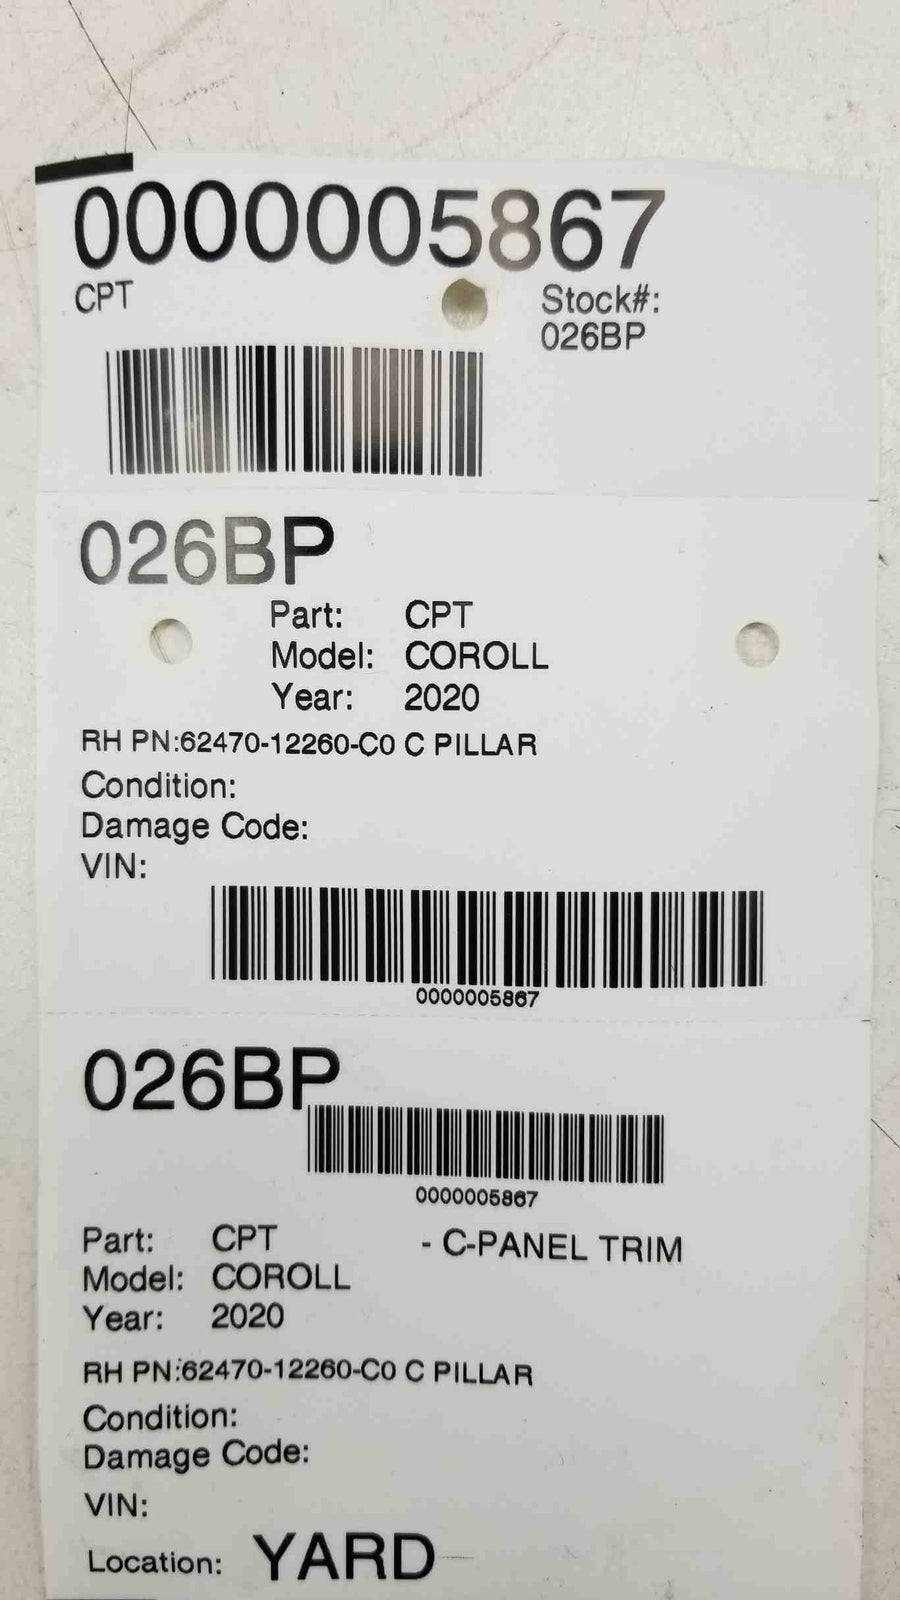 0000005867
CPT
Stock#:
026BP
026BP
Part: CPT
Model: COROLL
Year: 2020
RH PN:62470-12260-C0 C PILLAR
Condition:
Damage Code:
VIN:
0000005867
026BP
0000005867
Part: CPT - C-PANEL TRIM
Model: COROLL
Year: 2020
RH PN:62470-12260-C0 C PILLAR
Condition:
Damage Code:
VIN:
Location: YARD